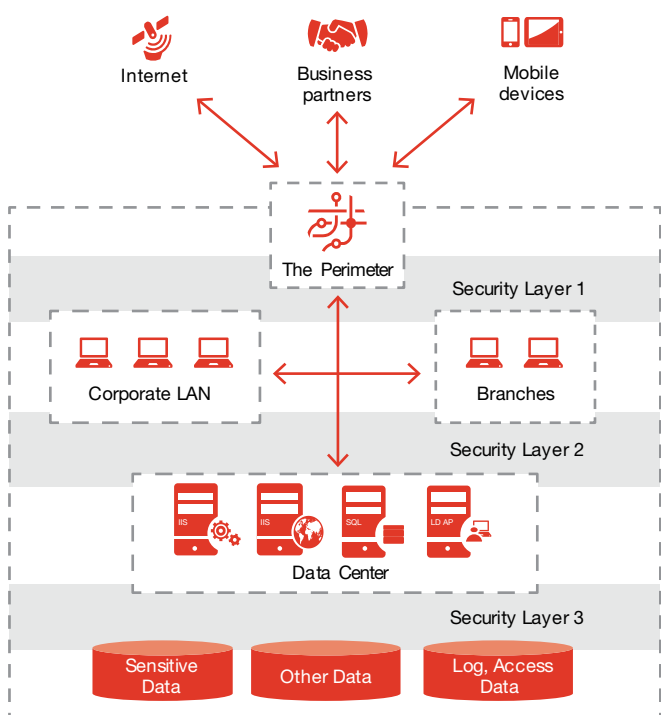 Internet
Business
partners
Mobile
devices
The Perimeter
Security Layer 1
Corporate LAN
Branches
Security Layer 2
IIS
IIS
SQL
LD AP
Data Center
Security Layer 3
Sensitive
Data
Other Data
Log, Access
Data